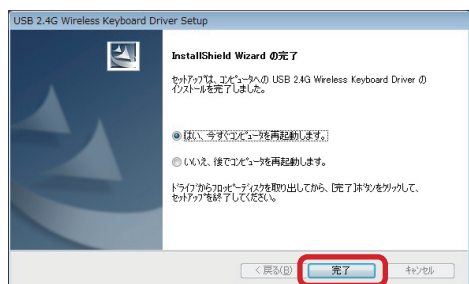 USB 2.4G Wireless Keyboard Driver Setup
InstallShield Wizard の完了
ｾｯﾄｱｯﾌﾟは、ｺﾝﾋﾟｭｰﾀへの USB 2.4G Wireless Keyboard Driver の
ｲﾝｽﾄｰﾙを完了しました。
はい、今すぐｺﾝﾋﾟｭｰﾀを再起動します。
いいえ、後でｺﾝﾋﾟｭｰﾀを再起動します。
ﾄﾞﾗｲﾌﾞからﾌﾛｯﾋﾟｰﾃﾞｨｽｸを取り出してから、[完了]ﾎﾞﾀﾝをｸﾘｯｸして、
ｾｯﾄｱｯﾌﾟを終了してください。
< 戻る(B)
完了
ｷｬﾝｾﾙ